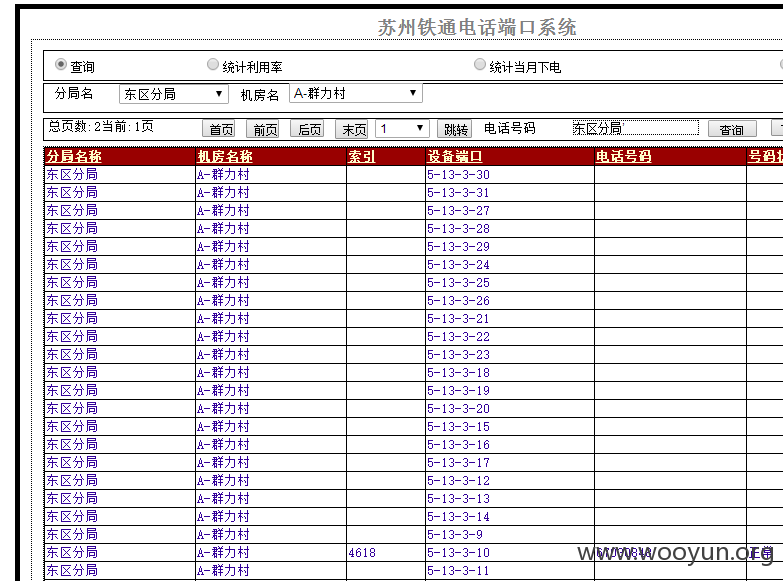 苏州铁通电话端口系统
查询 统计利用率 统计当月下电
分局名 东区分局 机房名 A-群力村
总页数:2当前:1页 首页 前页 后页 末页 1 跳转 电话号码 东区分局' 查询
分局名称 机房名称 索引 设备端口 电话号码
东区分局 A-群力村 5-13-3-30
东区分局 A-群力村 5-13-3-31
东区分局 A-群力村 5-13-3-27
东区分局 A-群力村 5-13-3-28
东区分局 A-群力村 5-13-3-29
东区分局 A-群力村 5-13-3-24
东区分局 A-群力村 5-13-3-25
东区分局 A-群力村 5-13-3-26
东区分局 A-群力村 5-13-3-21
东区分局 A-群力村 5-13-3-22
东区分局 A-群力村 5-13-3-23
东区分局 A-群力村 5-13-3-18
东区分局 A-群力村 5-13-3-19
东区分局 A-群力村 5-13-3-20
东区分局 A-群力村 5-13-3-15
东区分局 A-群力村 5-13-3-16
东区分局 A-群力村 5-13-3-17
东区分局 A-群力村 5-13-3-12
东区分局 A-群力村 5-13-3-13
东区分局 A-群力村 5-13-3-14
东区分局 A-群力村 5-13-3-9
东区分局 A-群力村 4618 5-13-3-10
www.wooyun.org
东区分局 A-群力村 5-13-3-11